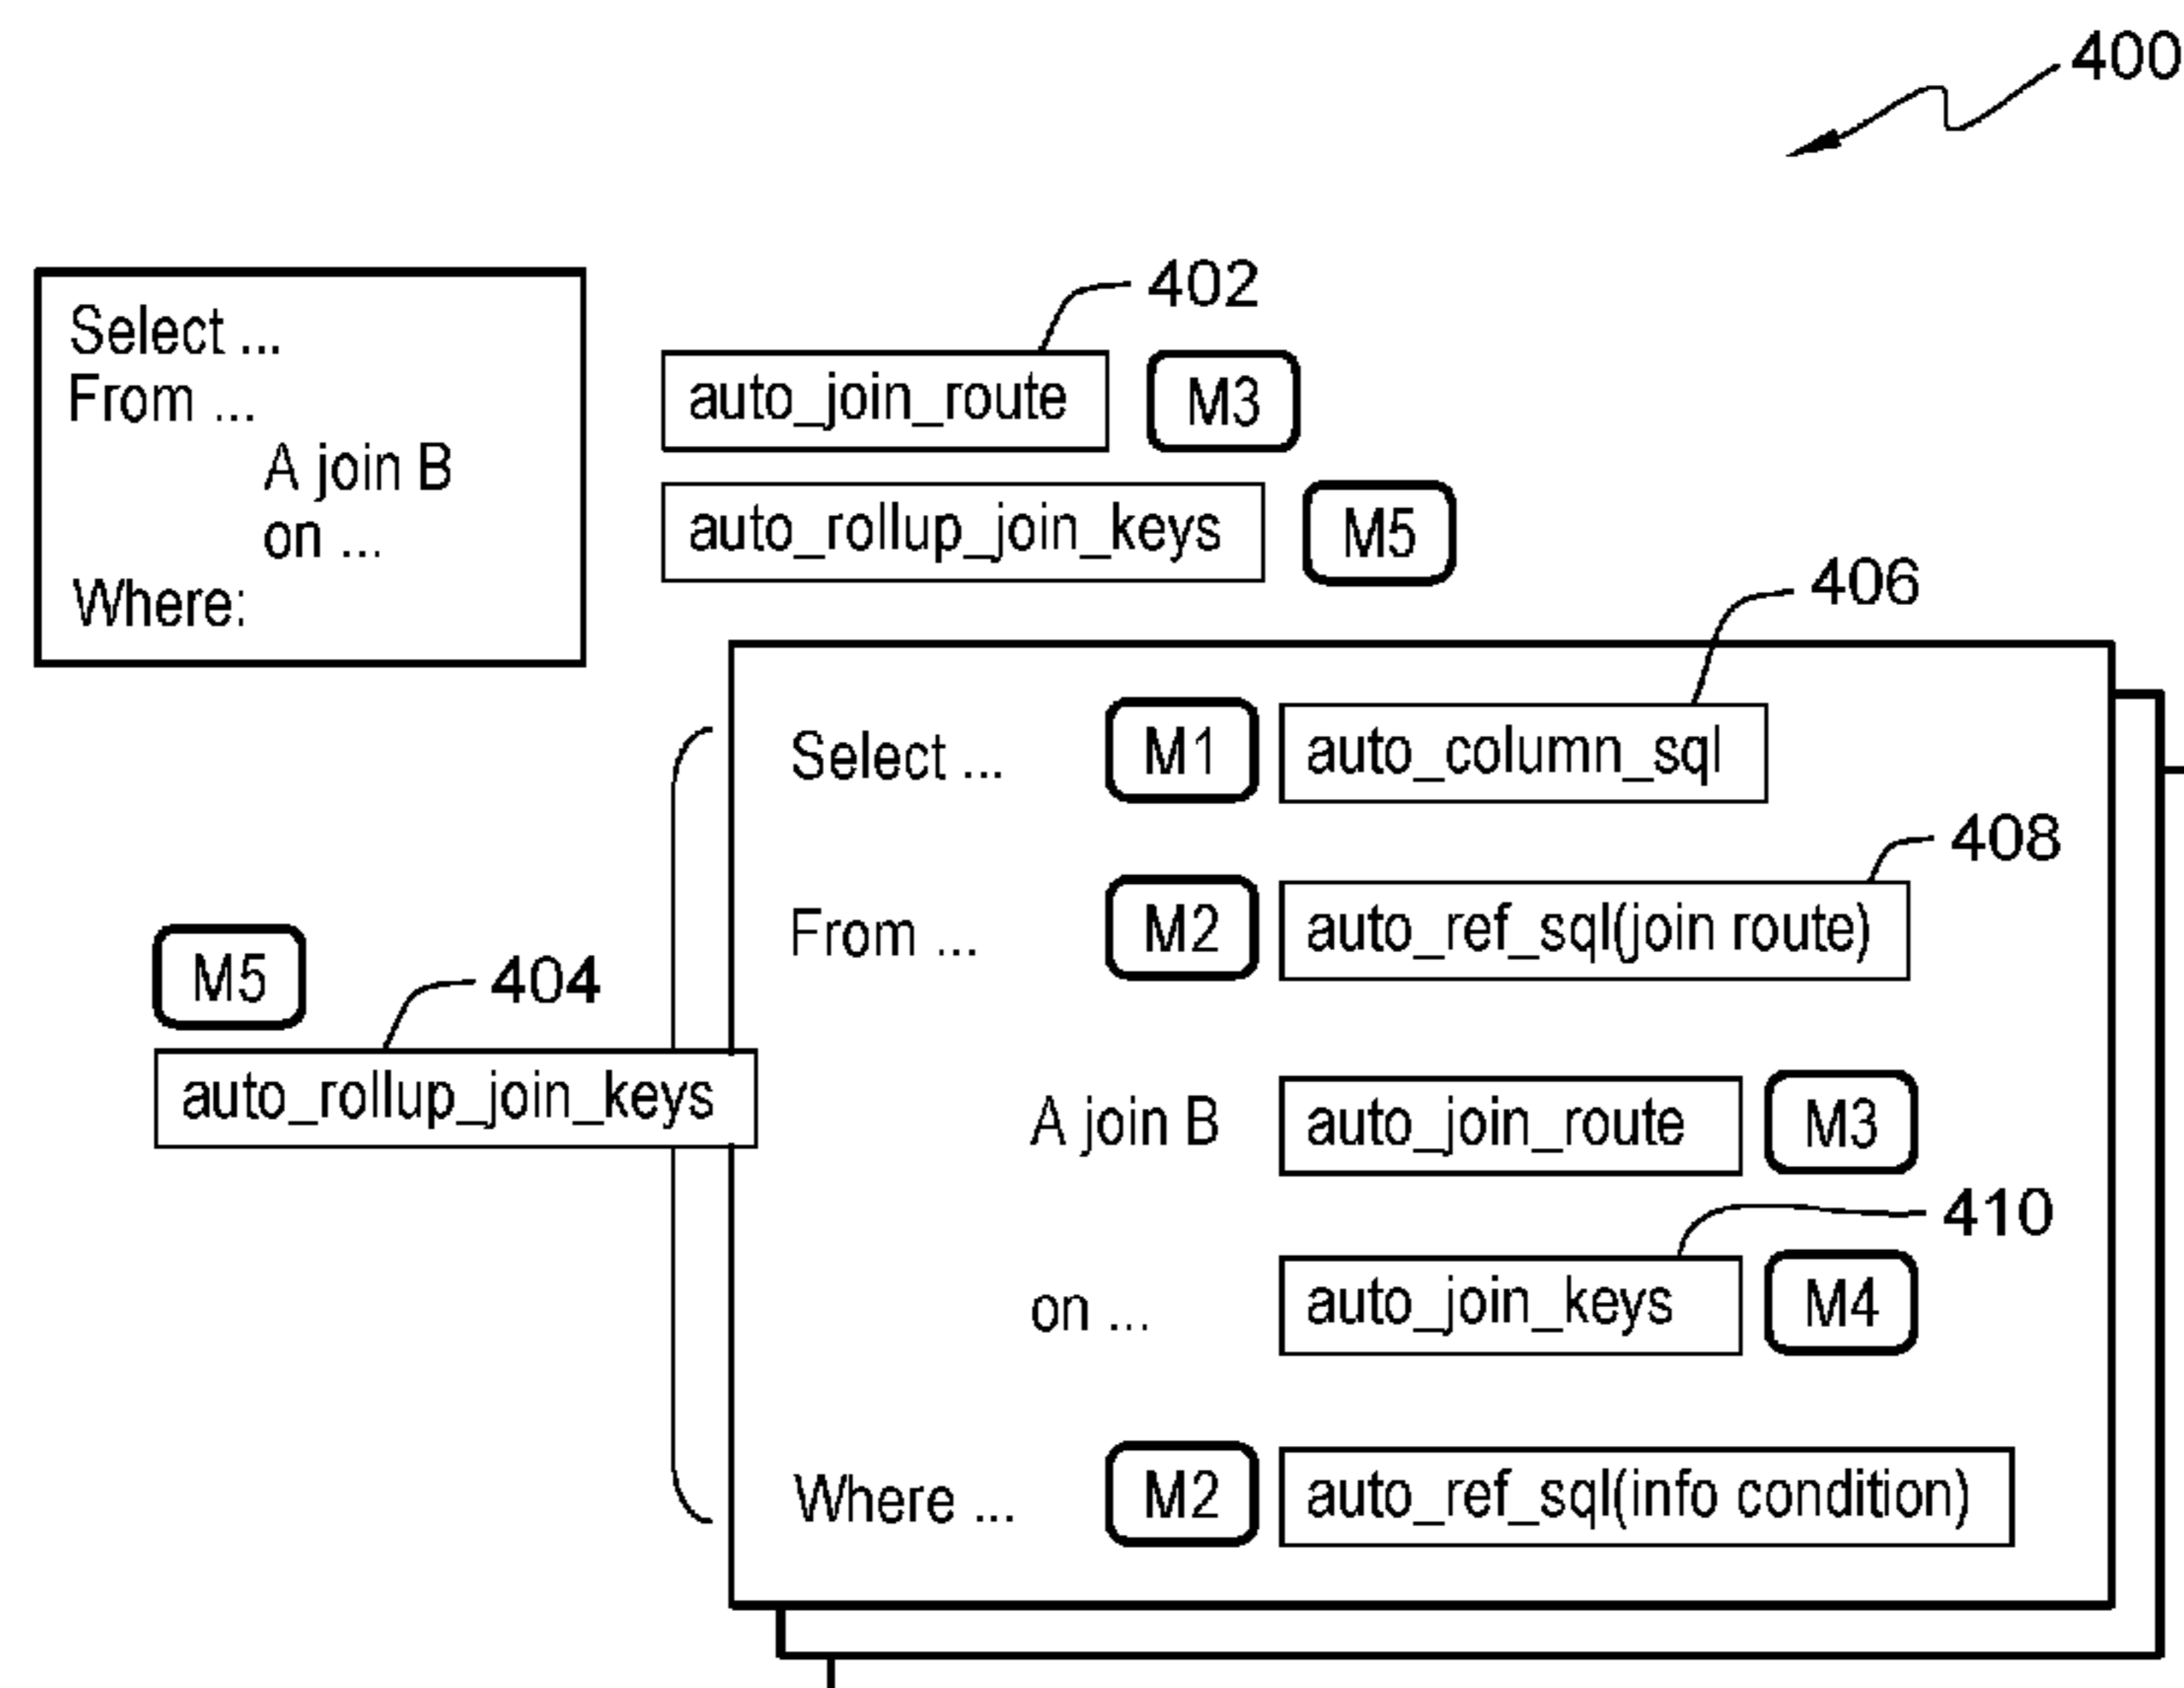 400
Select ...
From ...
A join B
on ...
Where:
402
auto_join_route M3
auto_rollup_join_keys M5
406
Select ... M1 auto_column_sql
408
From ... M2 auto_ref_sql(join route)
M5
404
auto_rollup_join_keys
A join B auto_join_route M3
410
on ... auto_join_keys M4
Where ... M2 auto_ref_sql(info condition)